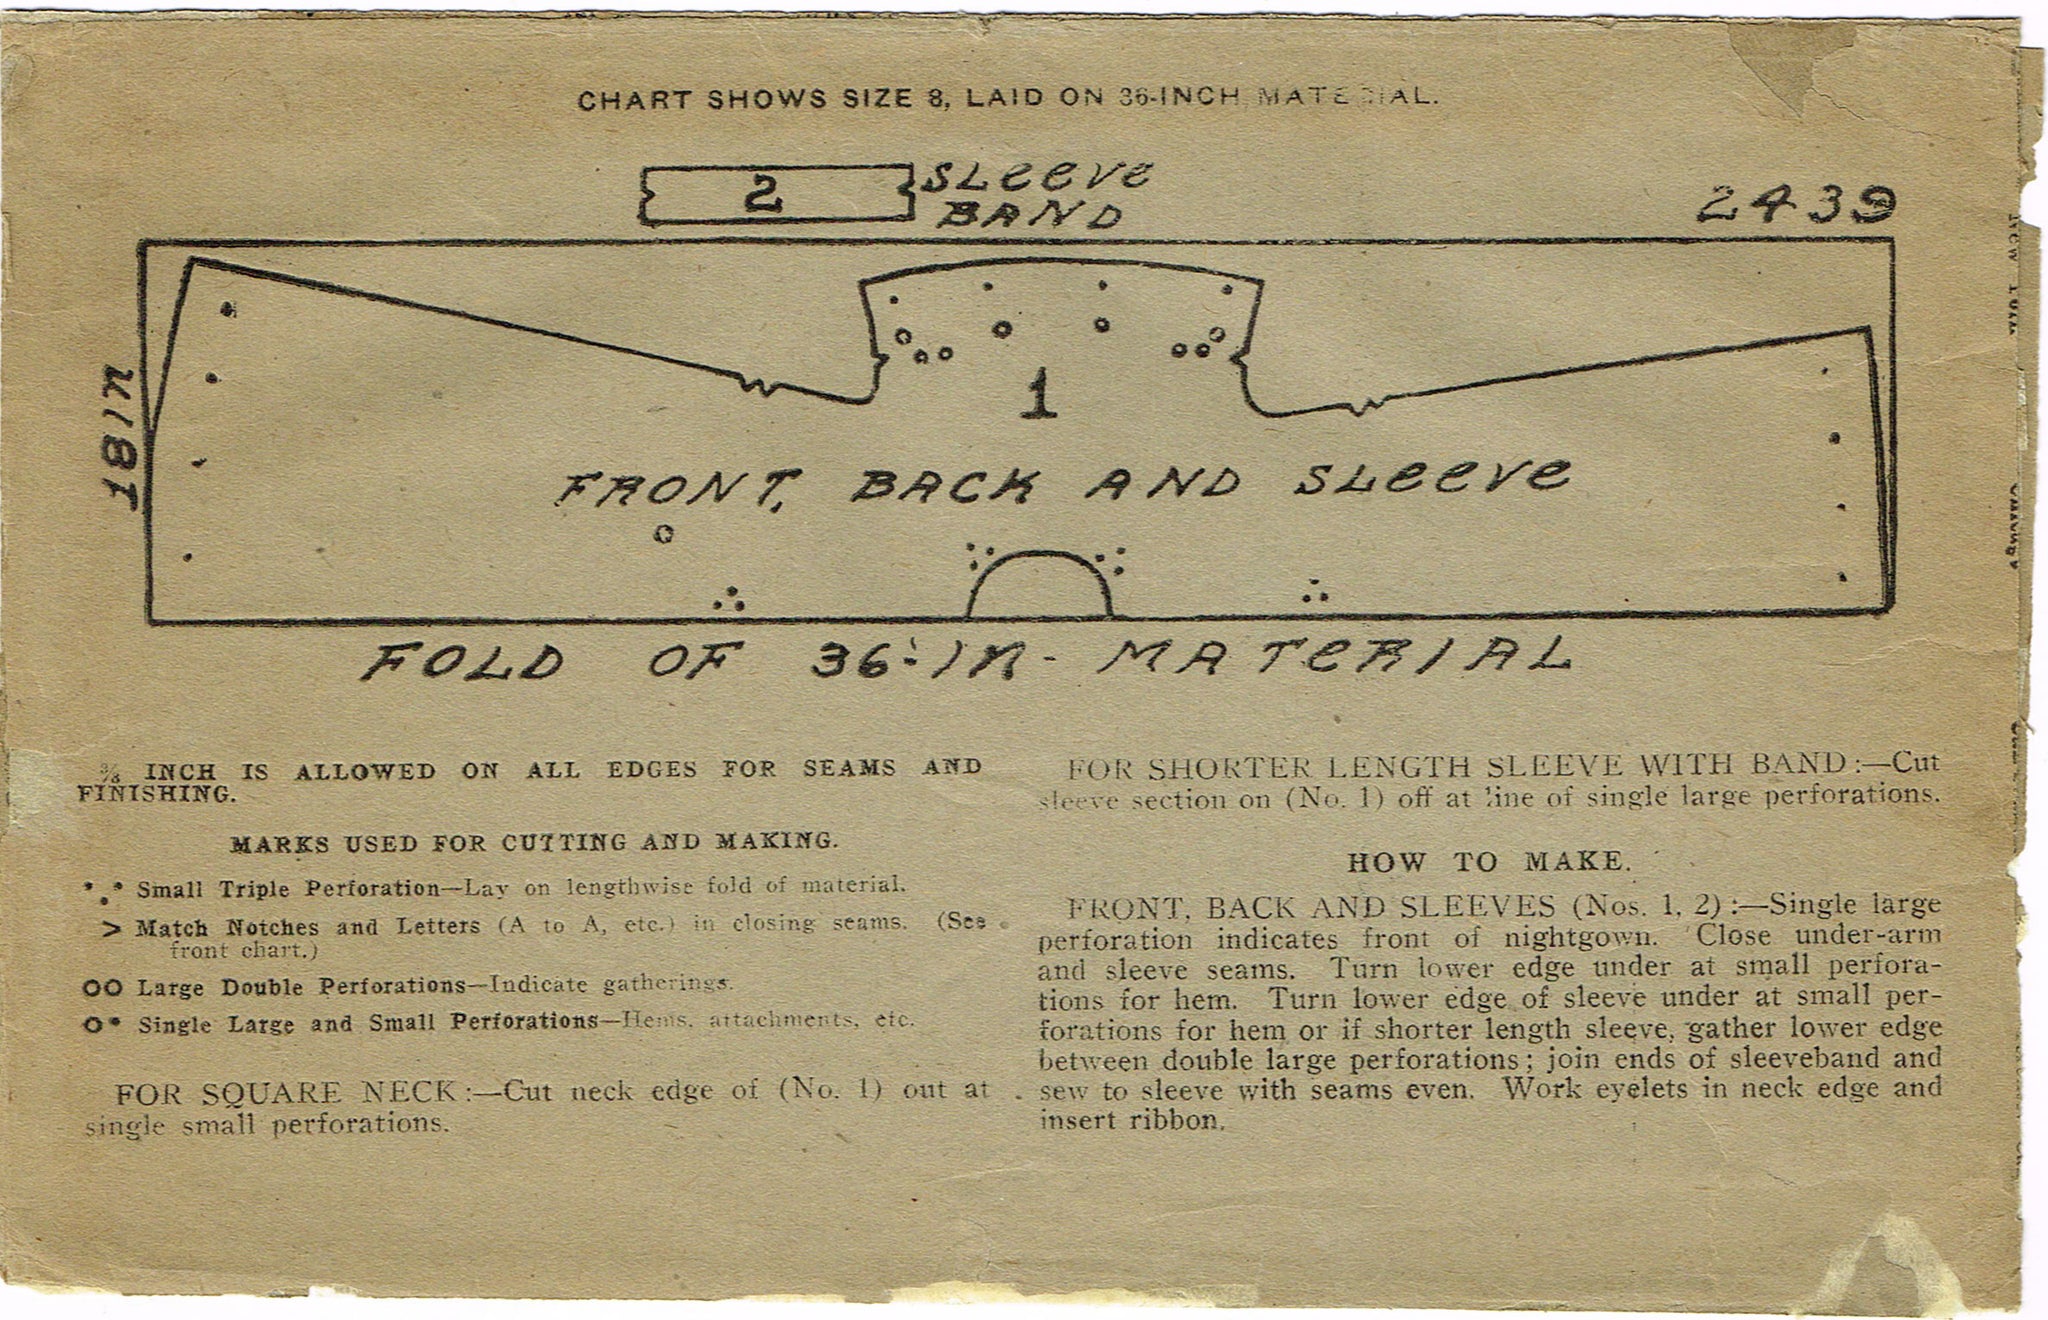 CHART SHOWS SIZE 8, LAID ON 36-INCH MATERIAL.
2 SLEEVE
BAND
2439
18 IN
1
FRONT, BACK AND SLEEVE
FOLD OF 36-IN- MATERIAL
⅜ INCH IS ALLOWED ON ALL EDGES FOR SEAMS AND
FINISHING.
MARKS USED FOR CUTTING AND MAKING.
Small Triple Perforation—Lay on lengthwise fold of material.
> Match Notches and Letters (A to A, etc.) in closing seams. (See
front chart.)
Large Double Perforations—Indicate gatherings.
Single Large and Small Perforations—Hems, attachments, etc.
FOR SQUARE NECK:—Cut neck edge of (No. 1) out at
single small perforations.
FOR SHORTER LENGTH SLEEVE WITH BAND:—Cut
sleeve section on (No. 1) off at line of single large perforations.
HOW TO MAKE.
FRONT, BACK AND SLEEVES (Nos. 1, 2):—Single large
perforation indicates front of nightgown. Close under-arm
and sleeve seams. Turn lower edge under at small perfora-
tions for hem. Turn lower edge of sleeve under at small per-
forations for hem or if shorter length sleeve, gather lower edge
between double large perforations; join ends of sleeveband and
sew to sleeve with seams even. Work eyelets in neck edge and
insert ribbon.